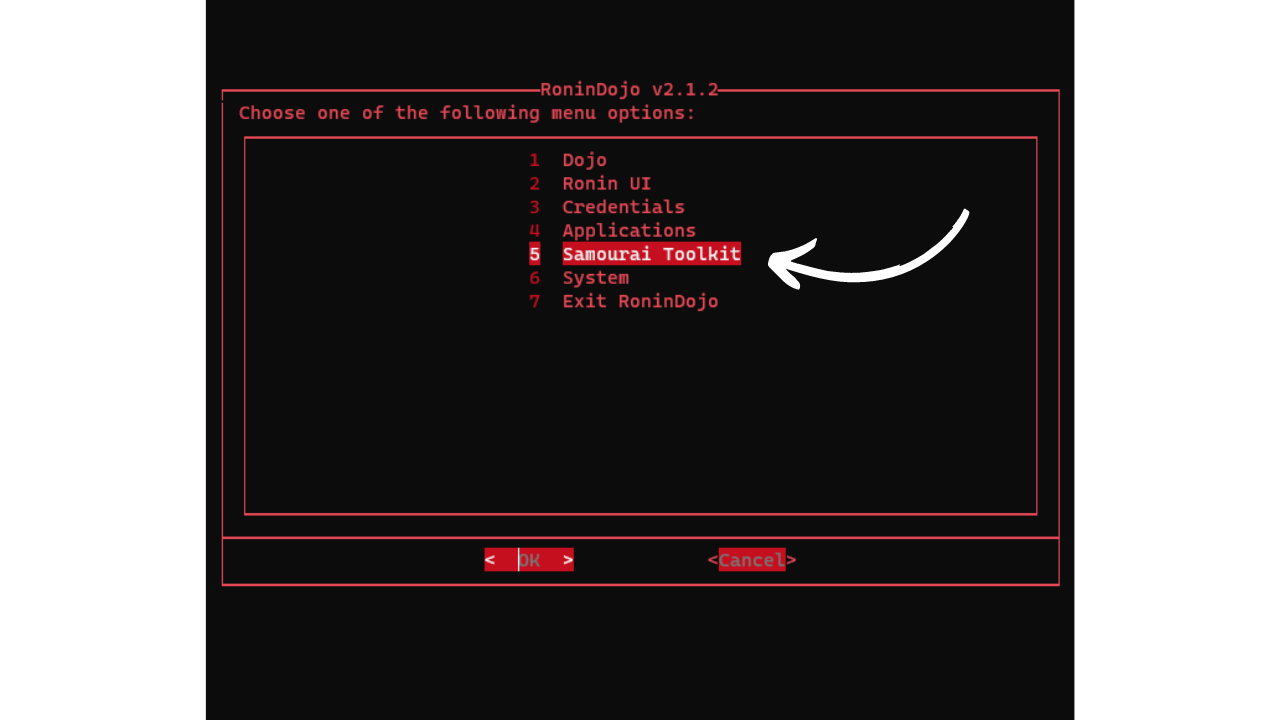 RoninDojo v2.1.2
Choose one of the following menu options:
1 Dojo
2 Ronin UI
3 Credentials
4 Applications
5 Samourai Toolkit
6 System
7 Exit RoninDojo
< OK > <Cancel>